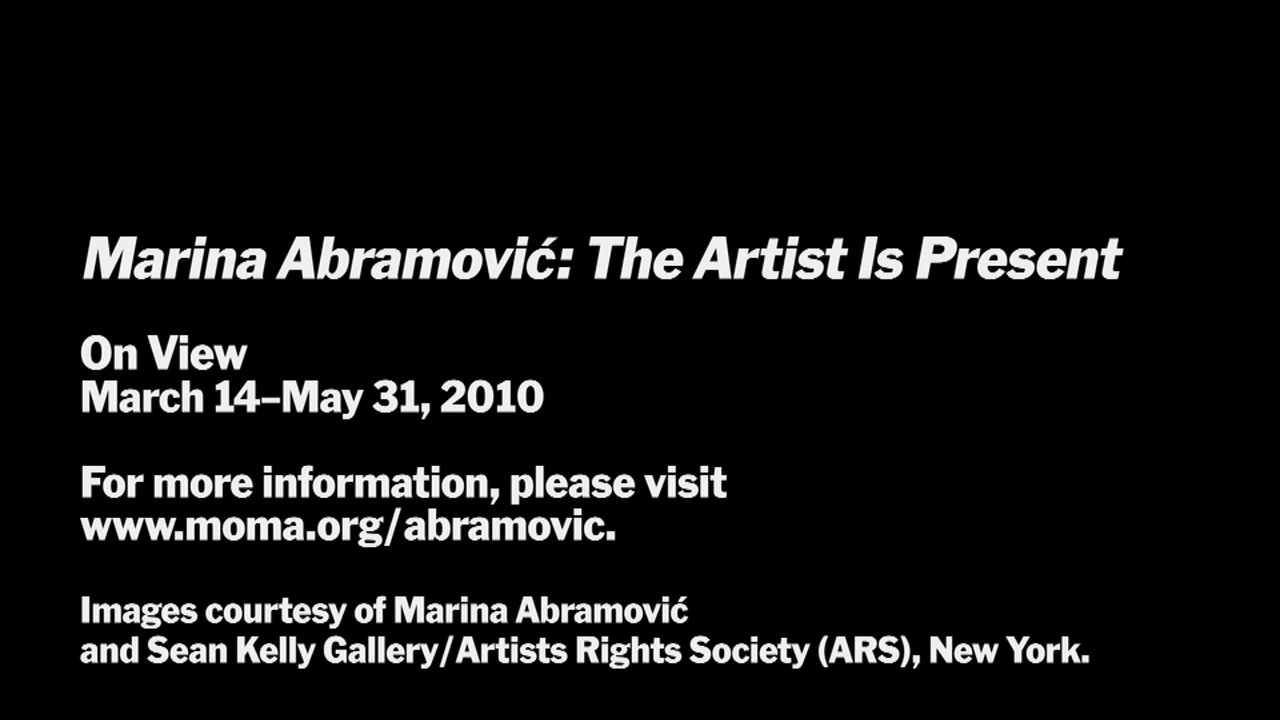 Marina Abramović: The Artist Is Present
On View
March 14–May 31, 2010
For more information, please visit
www.moma.org/abramovic.
Images courtesy of Marina Abramović
and Sean Kelly Gallery/Artists Rights Society (ARS), New York.